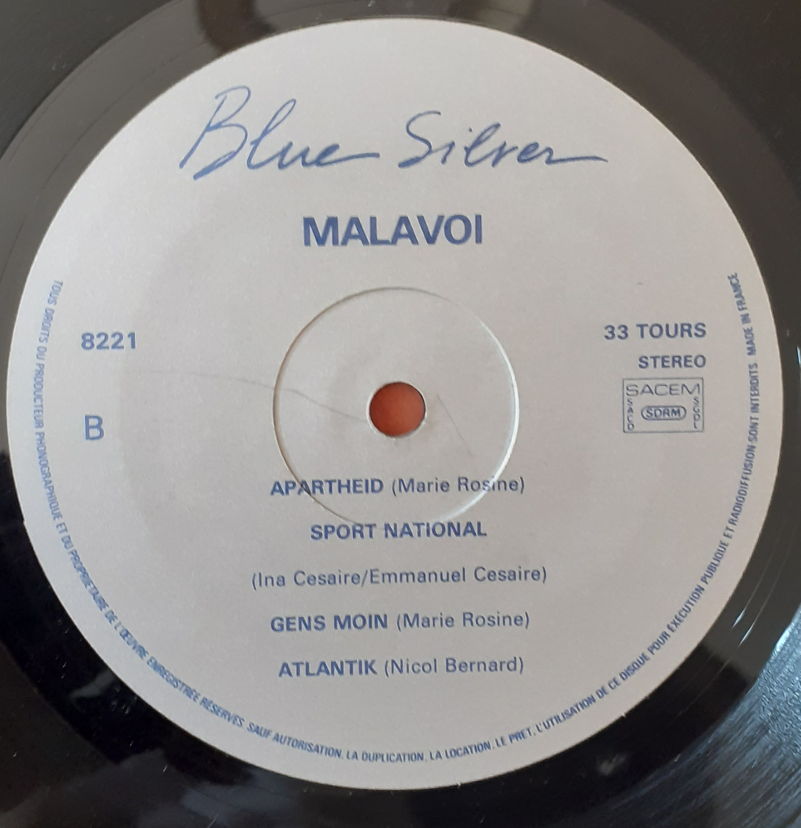 Blue Silver
MALAVOI
8221
B
33 TOURS
STEREO
SACEM
SACD
SDRM
SGDL
APARTHEID (Marie Rosine)
SPORT NATIONAL
(Ina Cesaire/Emmanuel Cesaire)
GENS MOIN (Marie Rosine)
ATLANTIK (Nicol Bernard)
TOUS DROITS DU PRODUCTEUR PHONOGRAPHIQUE ET DU PROPRIETAIRE DE L'ŒUVRE ENREGISTRÉE RÉSERVÉS. SAUF AUTORISATION, LA DUPLICATION, LA LOCATION, LE PRET, L'UTILISATION DE CE DISQUE POUR EXECUTION PUBLIQUE ET RADIODIFFUSION SONT INTERDITS MADE IN FRANCE